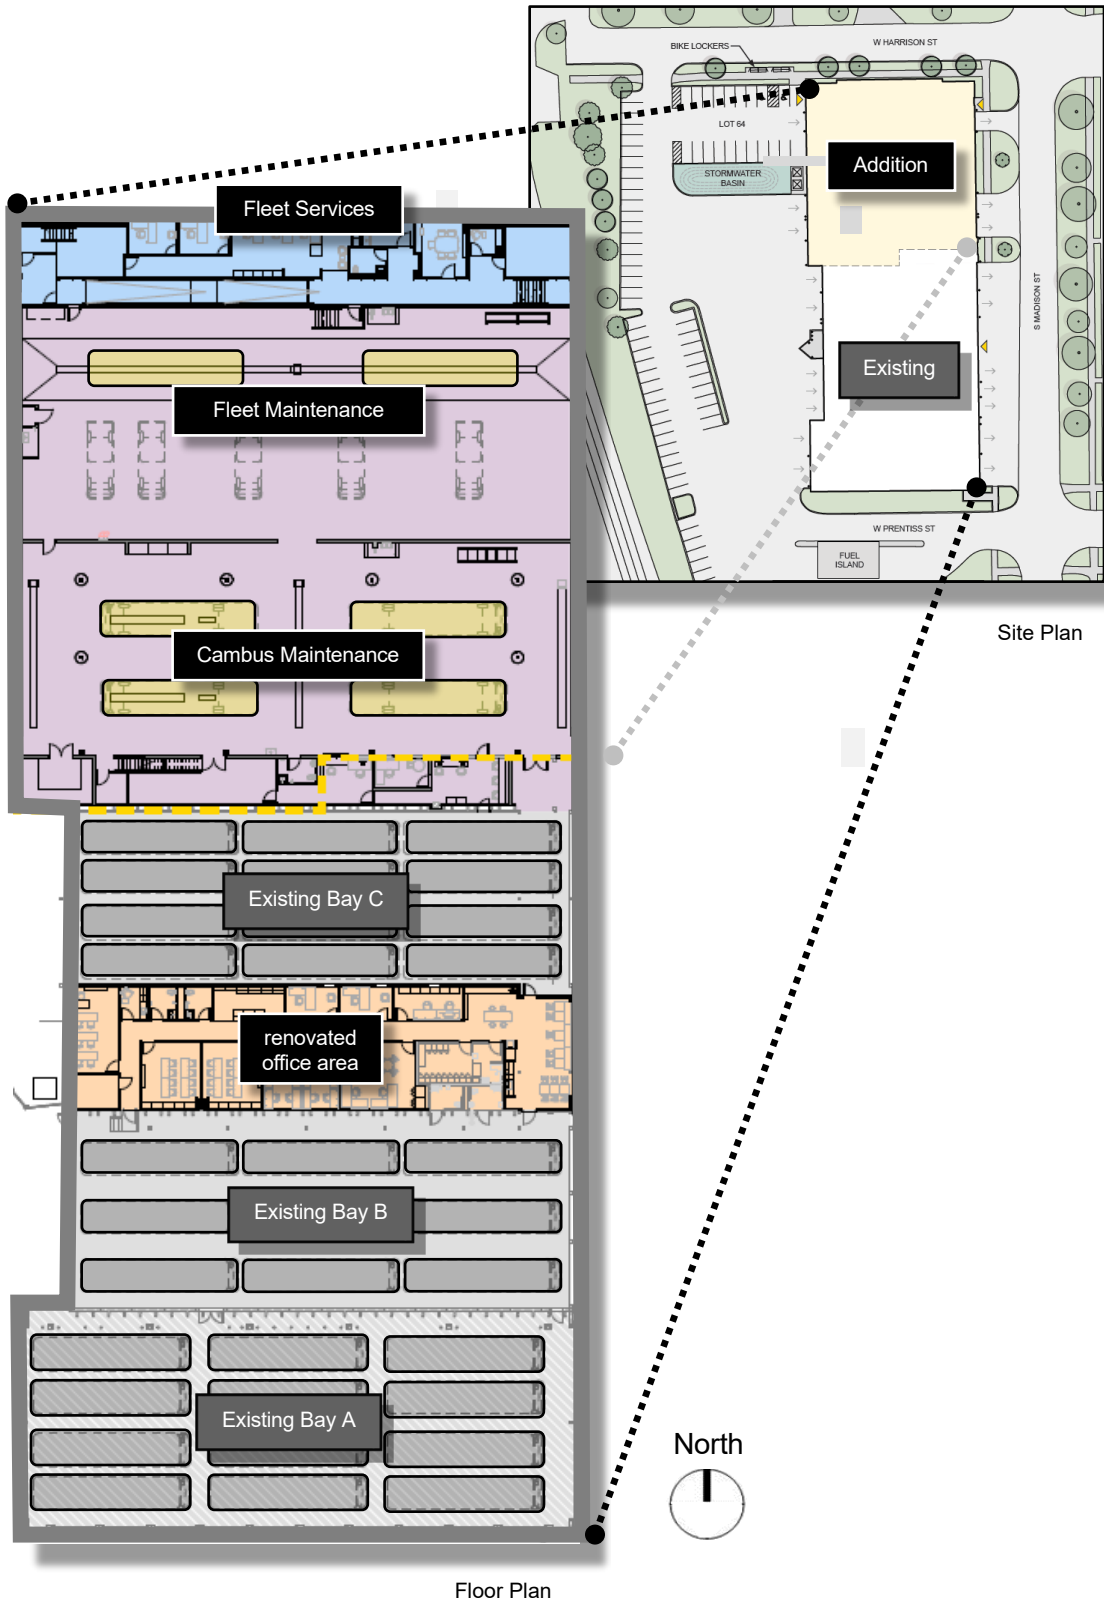 W HARRISON ST
BIKE LOCKERS
LOT 64
STORMWATER
BASIN
Addition
Fleet Services
S MADISON ST
Existing
Fleet Maintenance
W PRENTISS ST
FUEL
ISLAND
Site Plan
Cambus Maintenance
Existing Bay C
renovated
office area
Existing Bay B
Existing Bay A
North
Floor Plan